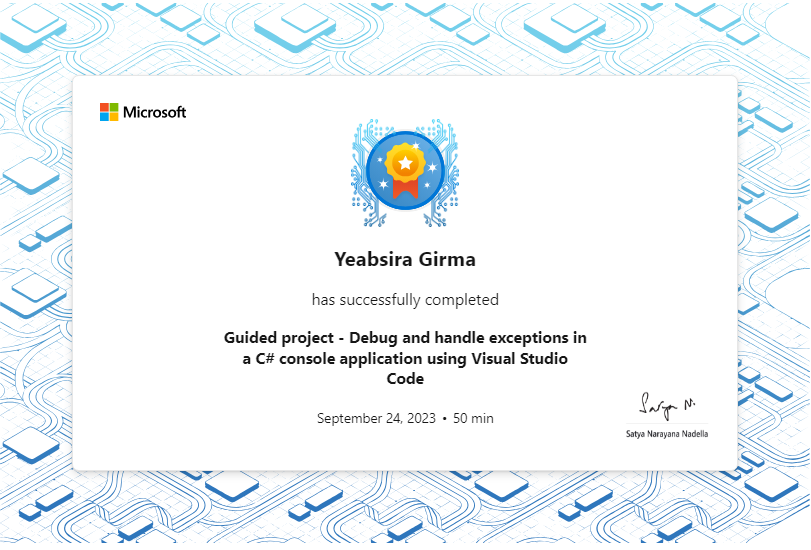 Microsoft
Yeabsira Girma
has successfully completed
Guided project - Debug and handle exceptions in
a C# console application using Visual Studio
Code
September 24, 2023 • 50 min
Satya N.
Satya Narayana Nadella